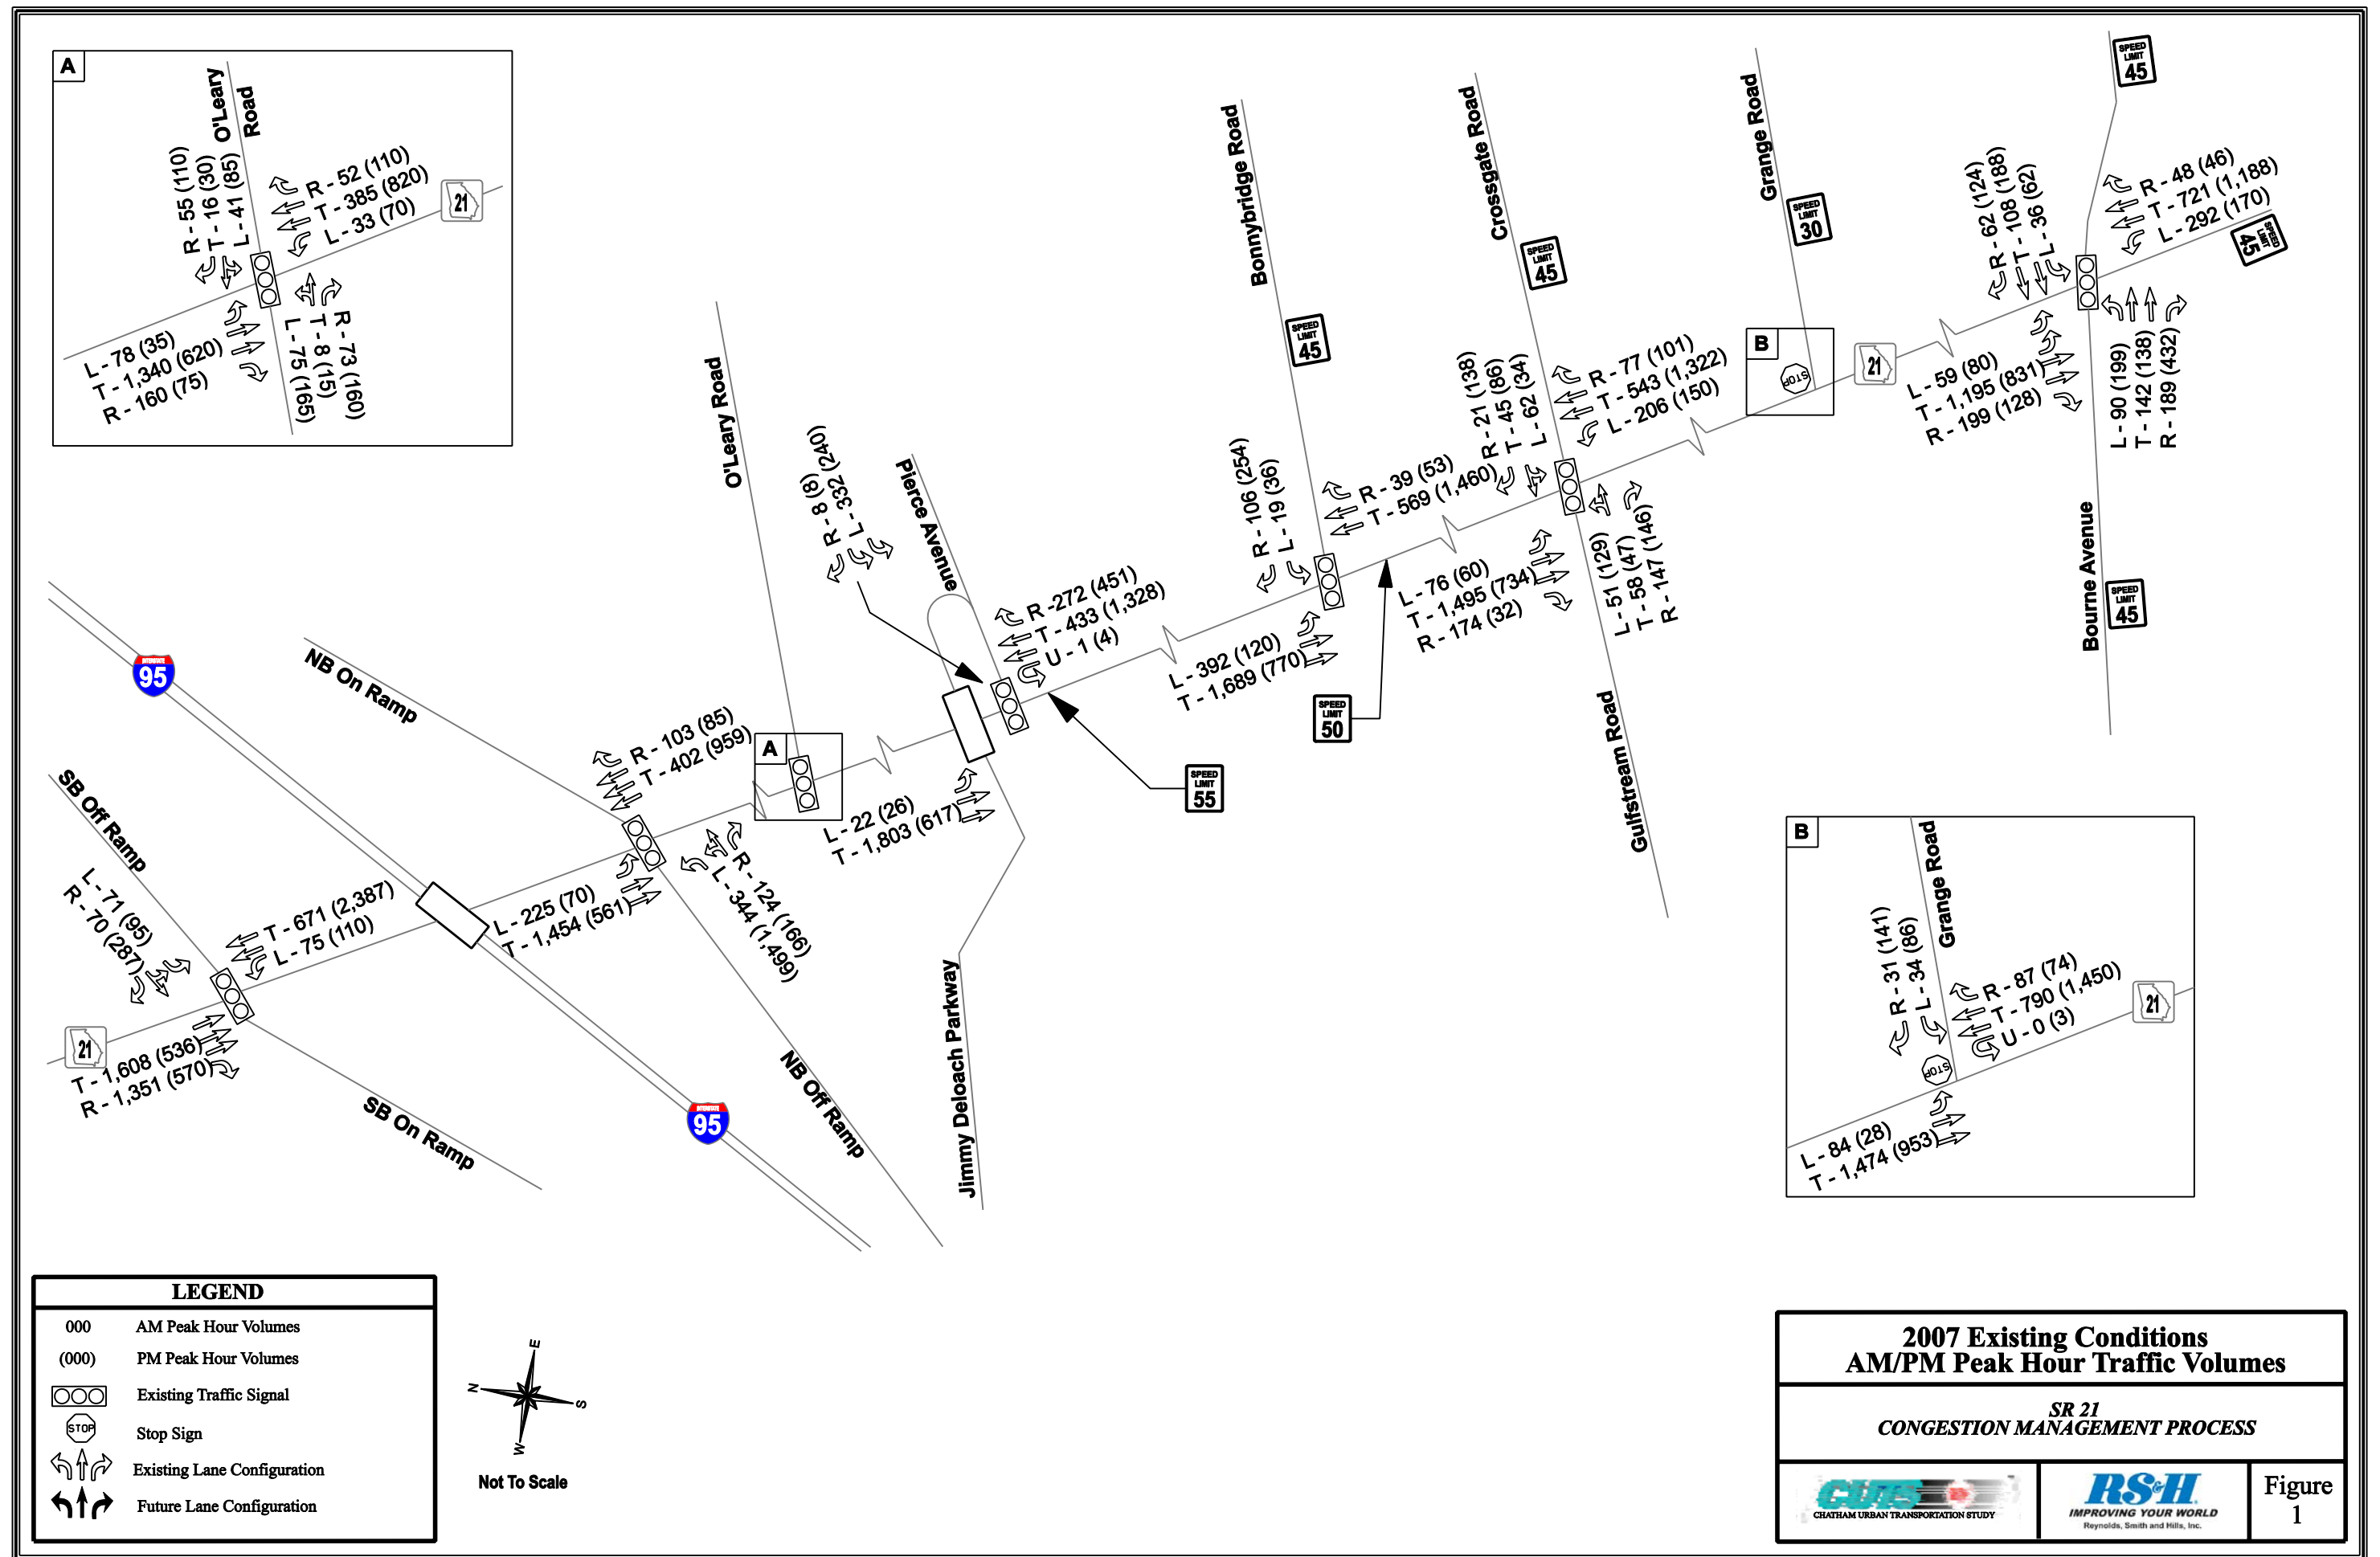 A
O'Leary
Road
R - 55 (110)
T - 16 (30)
L - 41 (85)
R - 52 (110)
T - 385 (820)
L - 33 (70)
21
L - 78 (35)
T - 1,340 (620)
R - 160 (75)
L - 75 (165)
T - 8 (15)
R - 73 (160)
O'Leary Road
R - 8 (8)
L - 332 (240)
Pierce Avenue
R -272 (451)
T - 433 (1,328)
U - 1 (4)
Bonnybridge Road
SPEED
LIMIT
45
R - 106 (254)
L - 19 (36)
R - 39 (53)
T - 569 (1,460)
L - 392 (120)
T - 1,689 (770)
SPEED
LIMIT
50
SPEED
LIMIT
55
Crossgate Road
SPEED
LIMIT
45
R - 21 (138)
T - 45 (86)
L - 62 (34)
R - 77 (101)
T - 543 (1,322)
L - 206 (150)
L - 76 (60)
T - 1,495 (734)
R - 174 (32)
L - 51 (129)
T - 58 (47)
R - 147 (146)
Gulfstream Road
Grange Road
SPEED
LIMIT
30
B
STOP
21
SPEED
LIMIT
45
R - 62 (124)
T - 108 (188)
L - 36 (62)
R - 48 (46)
T - 721 (1,188)
L - 292 (170)
SPEED
LIMIT
45
L - 59 (80)
T - 1,195 (831)
R - 199 (128)
L - 90 (199)
T - 142 (138)
R - 189 (432)
Bourne Avenue
SPEED
LIMIT
45
INTERSTATE
95
NB On Ramp
SB Off Ramp
L - 71 (95)
R - 70 (287)
T - 671 (2,387)
L - 75 (110)
21
T - 1,608 (536)
R - 1,351 (570)
SB On Ramp
R - 103 (85)
T - 402 (959)
A
L - 225 (70)
T - 1,454 (561)
R - 124 (166)
L - 344 (1,499)
L - 22 (26)
T - 1,803 (617)
INTERSTATE
95
NB Off Ramp
Jimmy Deloach Parkway
B
Grange Road
R - 31 (141)
L - 34 (86)
R - 87 (74)
T - 790 (1,450)
U - 0 (3)
21
STOP
L - 84 (28)
T - 1,474 (953)
LEGEND
000 AM Peak Hour Volumes
(000) PM Peak Hour Volumes
Existing Traffic Signal
STOP Stop Sign
Existing Lane Configuration
Future Lane Configuration
E
N
S
W
Not To Scale
2007 Existing Conditions
AM/PM Peak Hour Traffic Volumes
SR 21
CONGESTION MANAGEMENT PROCESS
CUTS
CHATHAM URBAN TRANSPORTATION STUDY
RS&H
IMPROVING YOUR WORLD
Reynolds, Smith and Hills, Inc.
Figure
1